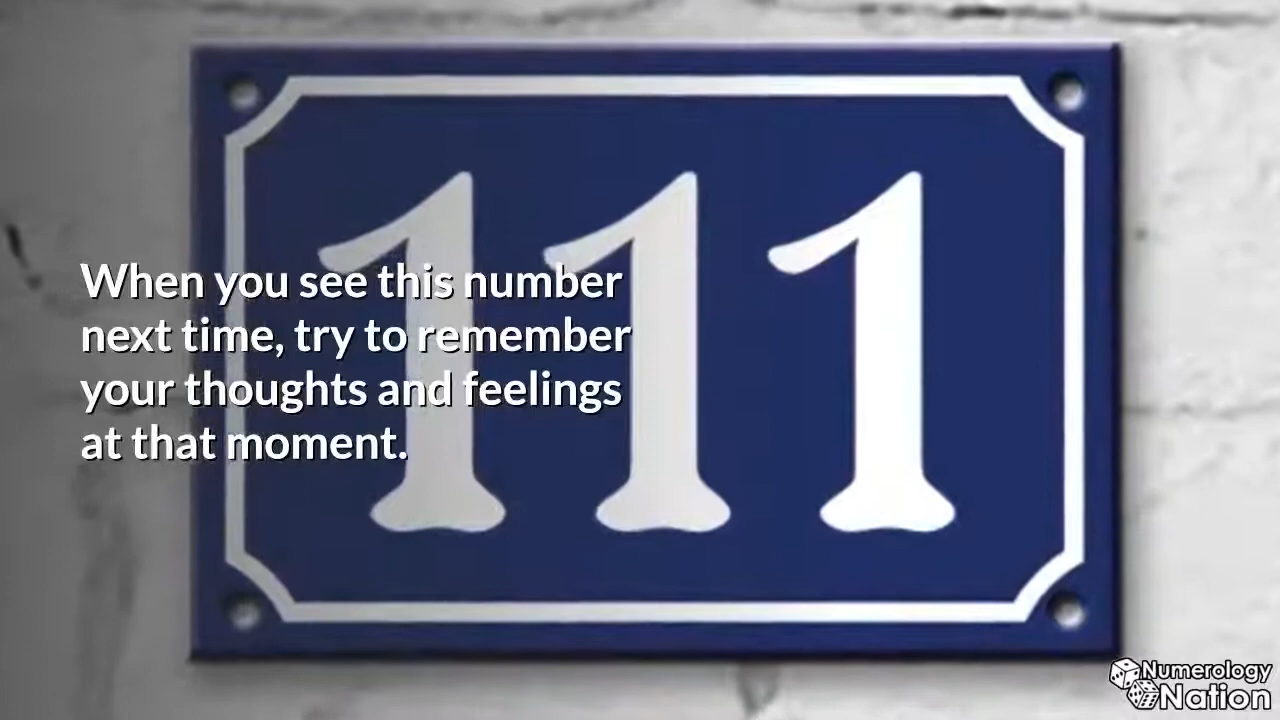 111
When you see this number
next time, try to remember
your thoughts and feelings
at that moment.
Numerology
Nation